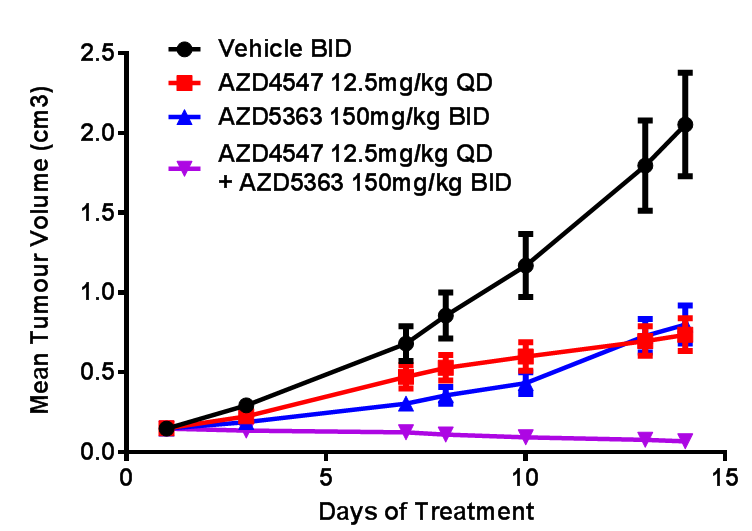 Vehicle BID
AZD4547 12.5mg/kg QD
AZD5363 150mg/kg BID
AZD4547 12.5mg/kg QD
+ AZD5363 150mg/kg BID
Mean Tumour Volume (cm3)
2.5
2.0
1.5
1.0
0.5
0.0
0
5
10
15
Days of Treatment